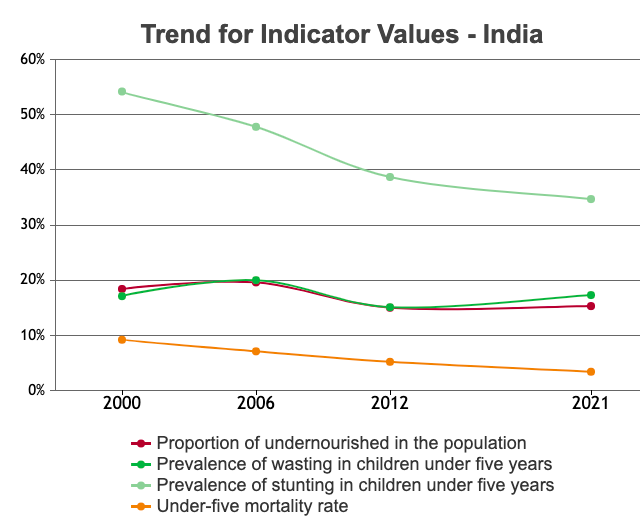 Trend for Indicator Values - India
60%
50%
40%
30%
20%
10%
0%
2000 2006 2012 2021
Proportion of undernourished in the population
Prevalence of wasting in children under five years
Prevalence of stunting in children under five years
Under-five mortality rate